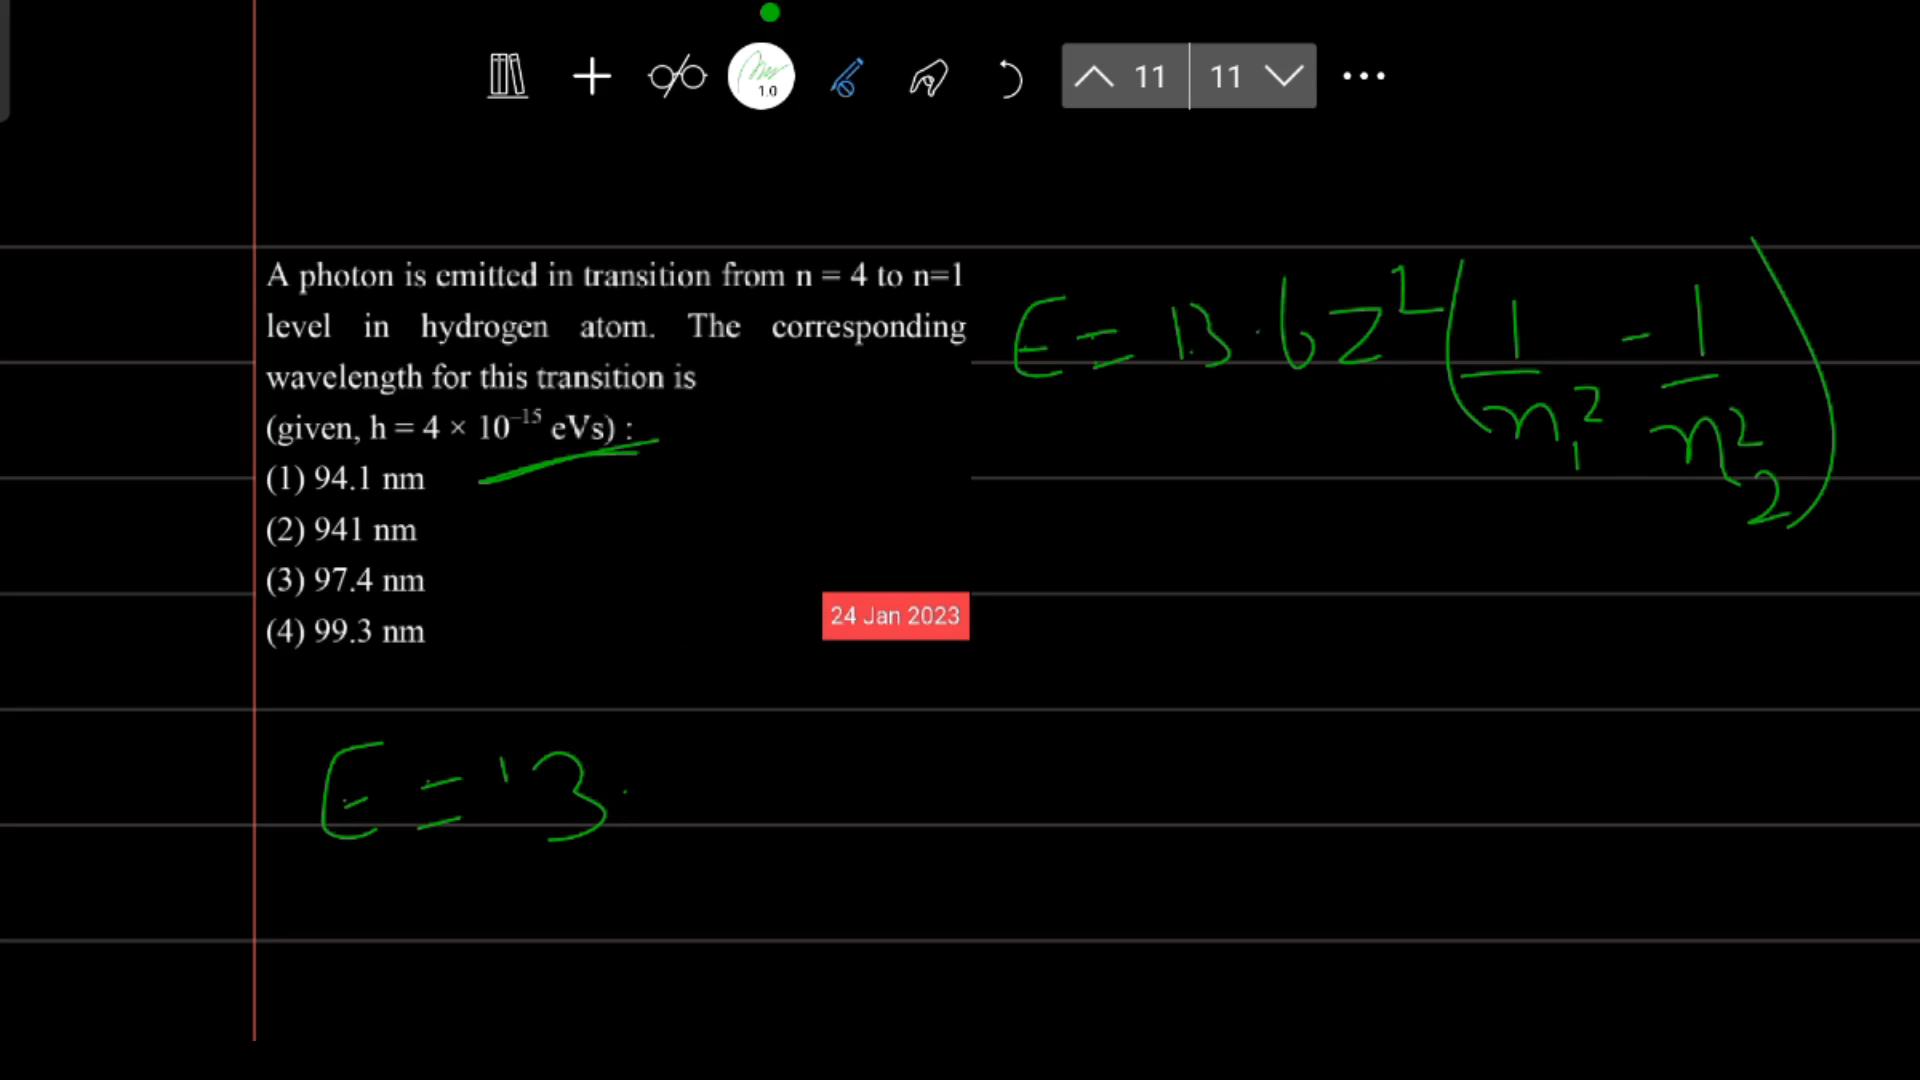 1.0
11 11
A photon is emitted in transition from n = 4 to n=1
level in hydrogen atom. The corresponding
wavelength for this transition is
(given, h = 4 × 10⁻¹⁵ eVs) :
(1) 94.1 nm
(2) 941 nm
(3) 97.4 nm
(4) 99.3 nm
24 Jan 2023
E = 13.6z²(1/n₁² - 1/n₂²)
E = 13.